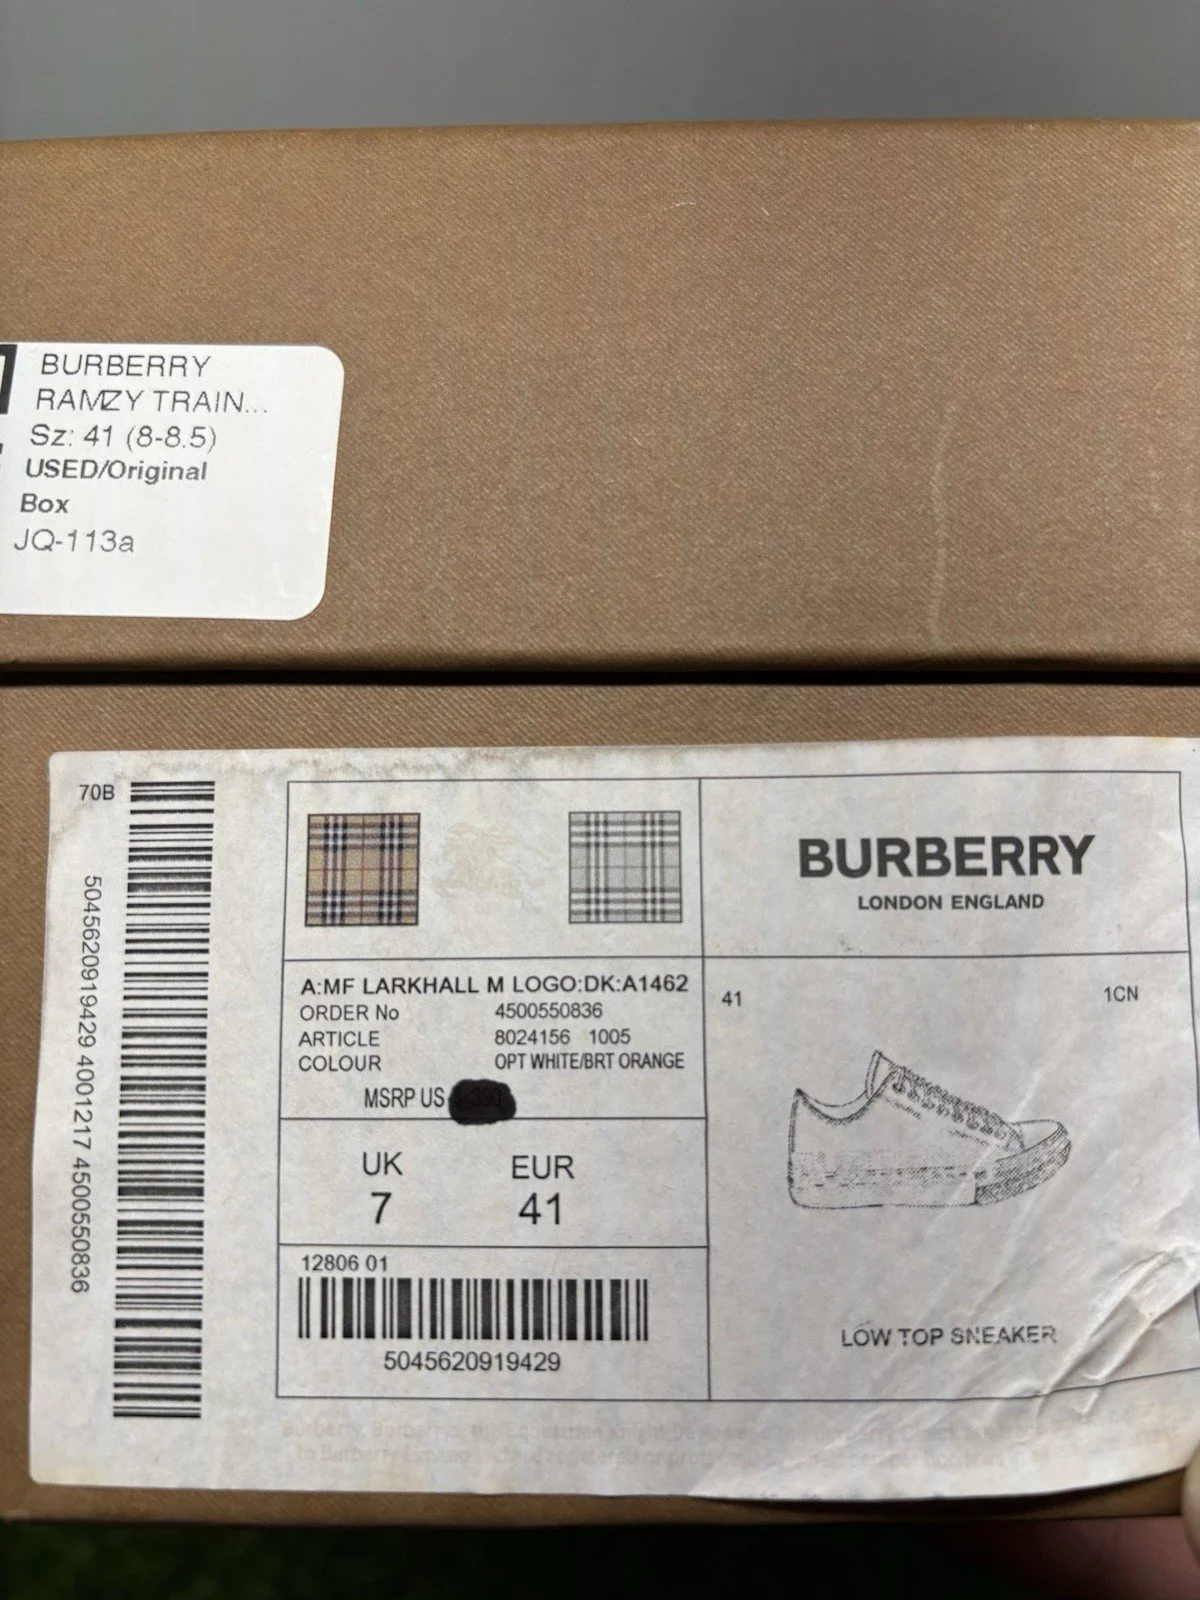 BURBERRY
RAMZY TRAIN...
Sz: 41 (8-8.5)
USED/Original
Box
JQ-113a
70B
5045620919429 4001217 4500550836
BURBERRY
LONDON ENGLAND
A:MF LARKHALL M LOGO:DK:A1462
ORDER No 4500550836
ARTICLE 8024156 1005
COLOUR OPT WHITE/BRT ORANGE
MSRP US
41 1CN
UK EUR
7 41
12806 01
5045620919429
LOW TOP SNEAKER